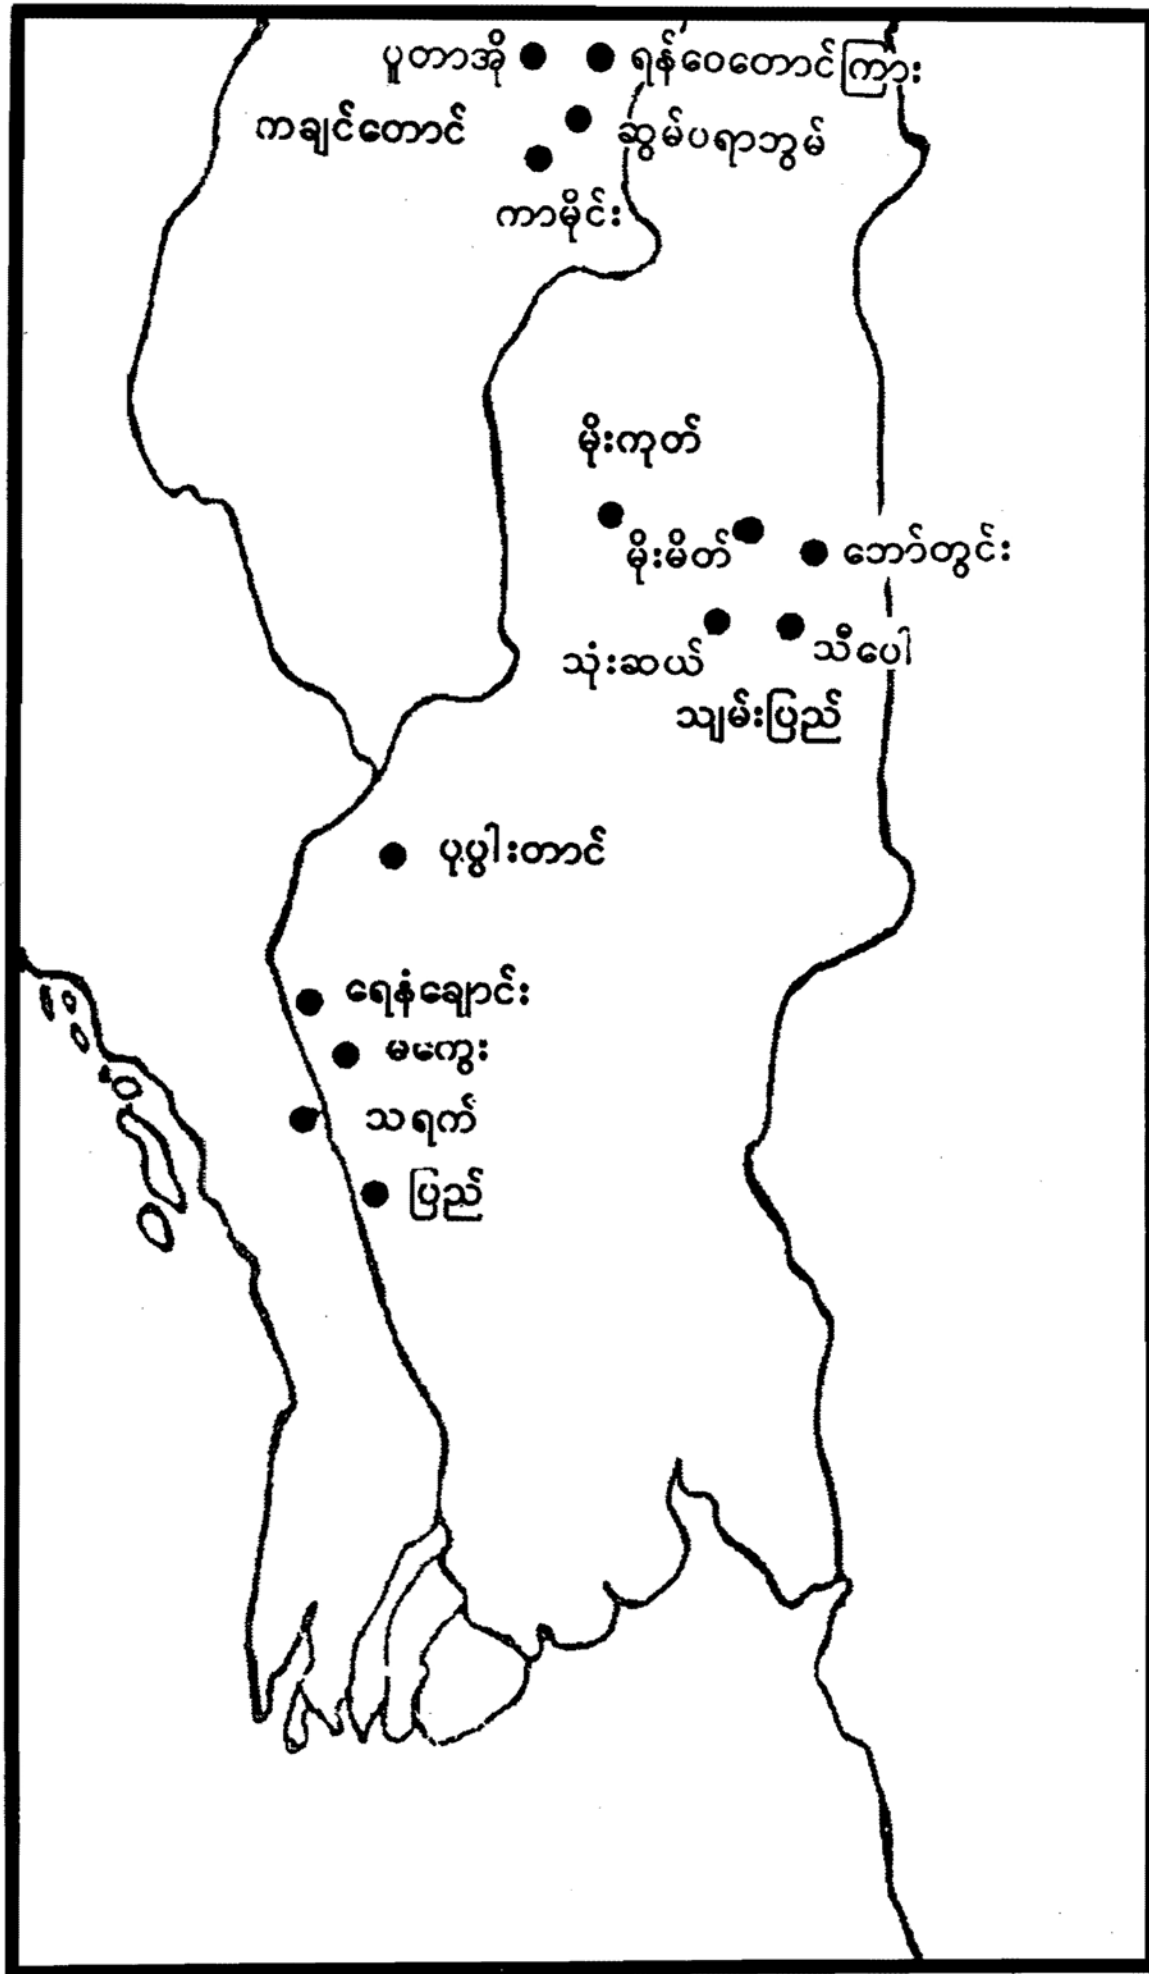 ပူတာအို
ရန်ဝေတောင်ကြား
ကချင်တောင်
ဆွမ်ပရာဘွမ်
ကာမိုင်း
မိုးကုတ်
မိုးမိတ်
ဘော်တွင်း
သုံးဆယ်
သီပေါ
သျမ်းပြည်
ပုပ္ပါးတာင်
ရေနံချောင်း
မကွေး
သရက်
ပြည်